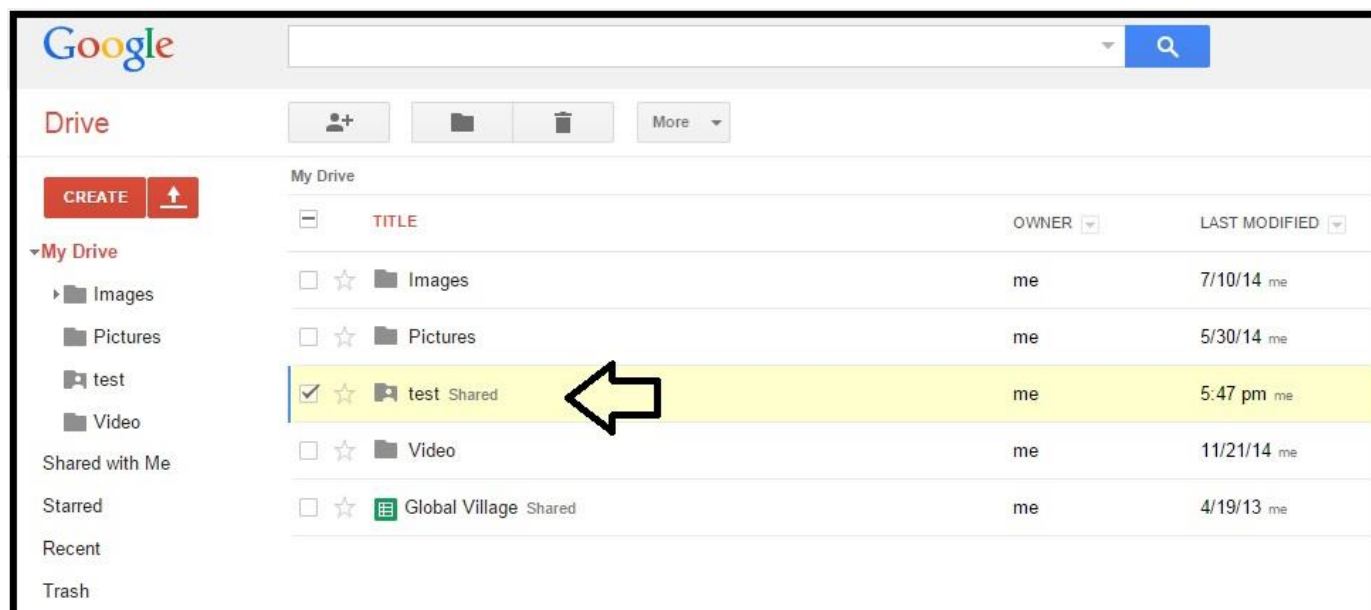 Google
Drive
More
CREATE
My Drive
Images
Pictures
test
Video
Shared with Me
Starred
Recent
Trash
My Drive
TITLE OWNER LAST MODIFIED
Images me 7/10/14 me
Pictures me 5/30/14 me
test Shared me 5:47 pm me
Video me 11/21/14 me
Global Village Shared me 4/19/13 me